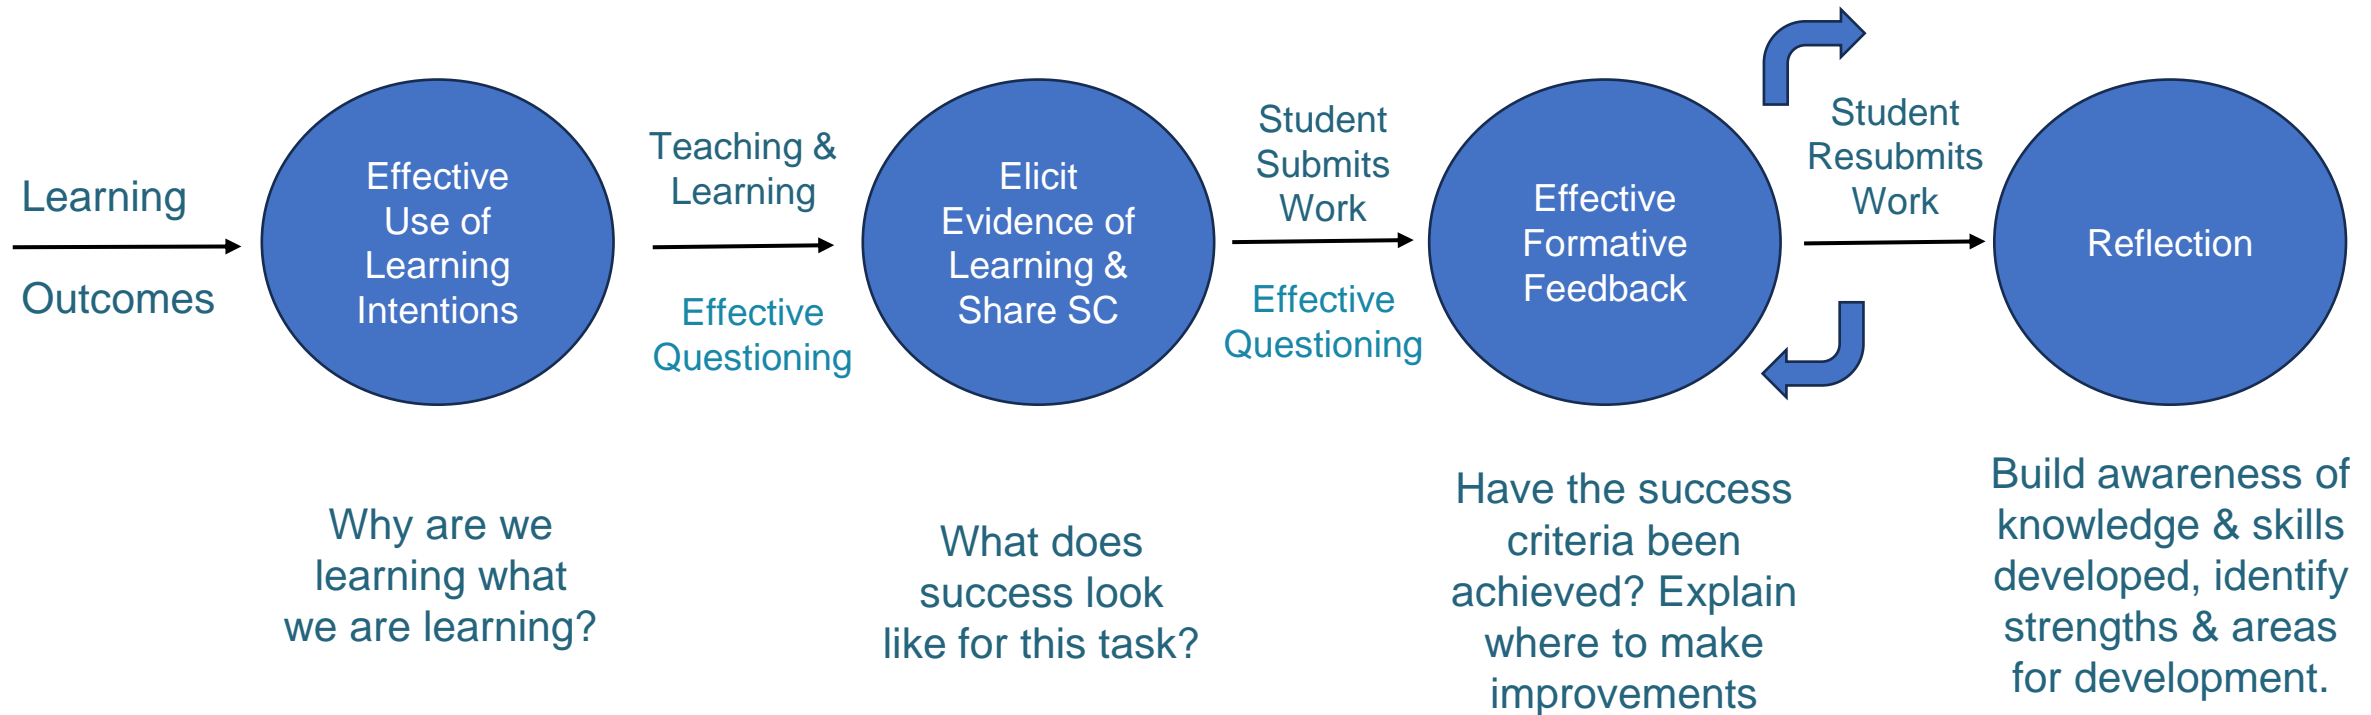 Learning
Outcomes
Effective
Use of
Learning
Intentions
Why are we
learning what
we are learning?
Teaching &
Learning
Effective
Questioning
Elicit
Evidence of
Learning &
Share SC
What does
success look
like for this task?
Student
Submits
Work
Effective
Questioning
Effective
Formative
Feedback
Have the success
criteria been
achieved? Explain
where to make
improvements
Student
Resubmits
Work
Reflection
Build awareness of
knowledge & skills
developed, identify
strengths & areas
for development.